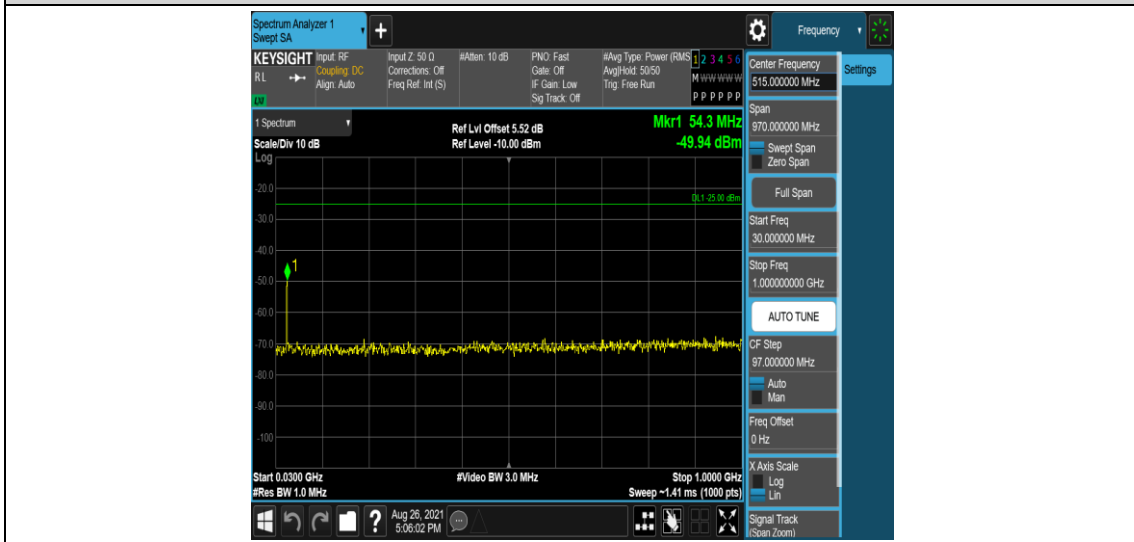 Spectrum Analyzer 1
Swept SA
+
Frequency
KEYSIGHT
RL
LXI
Input: RF
Coupling: DC
Align: Auto
Input Z: 50 Ω
Corrections: Off
Freq Ref: Int (S)
#Atten: 10 dB
PNO: Fast
Gate: Off
IF Gain: Low
Sig Track: Off
#Avg Type: Power (RMS
Avg|Hold: 50/50
Trig: Free Run
1 2 3 4 5 6
M W W W W W
P P P P P P
Center Frequency
515.000000 MHz
Settings
Span
970.000000 MHz
Swept Span
Zero Span
Full Span
Start Freq
30.000000 MHz
Stop Freq
1.000000000 GHz
AUTO TUNE
CF Step
97.000000 MHz
Auto
Man
Freq Offset
0 Hz
X Axis Scale
Log
Lin
Signal Track
(Span Zoom)
1 Spectrum
Scale/Div 10 dB
Log
Ref Lvl Offset 5.52 dB
Ref Level -10.00 dBm
Mkr1 54.3 MHz
-49.94 dBm
DL1 -25.00 dBm
-20.0
-30.0
-40.0
1
-50.0
-60.0
-70.0
-80.0
-90.0
-100
Start 0.0300 GHz
#Video BW 3.0 MHz
Stop 1.0000 GHz
#Res BW 1.0 MHz
Sweep ~1.41 ms (1000 pts)
?
Aug 26, 2021
5:06:02 PM